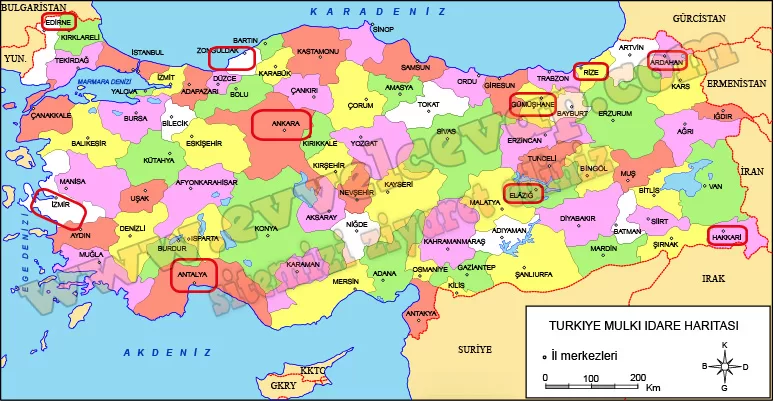 BULGARİSTAN
KARADENİZ
GÜRCİSTAN
EDİRNE
KIRKLARELİ
BARTIN
SİNOP
ZONGULDAK
KASTAMONU
ARTVİN
YUN.
TEKİRDAĞ
İSTANBUL
KARABÜK
SAMSUN
ORDU
TRABZON
RİZE
ARDAHAN
MARMARA DENİZİ
İZMİT
DÜZCE
GİRESUN
KARS
ERMENİSTAN
YALOVA
ADAPAZARI
BOLU
ÇANKIRI
AMASYA
TOKAT
GÜMÜŞHANE
BAYBURT
ERZURUM
ÇANAKKALE
BURSA
BİLECİK
ANKARA
ÇORUM
IĞDIR
SİVAS
ERZİNCAN
AĞRI
BALIKESİR
ESKİŞEHİR
KIRIKKALE
YOZGAT
KÜTAHYA
KIRŞEHİR
TUNCELİ
BİNGÖL
MUŞ
İRAN
MANİSA
UŞAK
AFYONKARAHİSAR
NEVŞEHİR
KAYSERİ
ELÂZIĞ
BİTLİS
VAN
İZMİR
MALATYA
AYDIN
DENİZLİ
ISPARTA
KONYA
AKSARAY
NİĞDE
DİYABAKIR
SİİRT
ADIYAMAN
BATMAN
HAKKARİ
EGE DENİZİ
MUĞLA
BURDUR
KAHRAMANMARAŞ
MARDİN
ŞIRNAK
ANTALYA
KARAMAN
MERSİN
ADANA
OSMANİYE
GAZİANTEP
KİLİS
ŞANLIURFA
IRAK
ANTAKYA
AKDENİZ
SURİYE
KKTC
GKRY
TURKIYE MULKI IDARE HARITASI
İl merkezleri
0 100 200
Km
K
B D
G